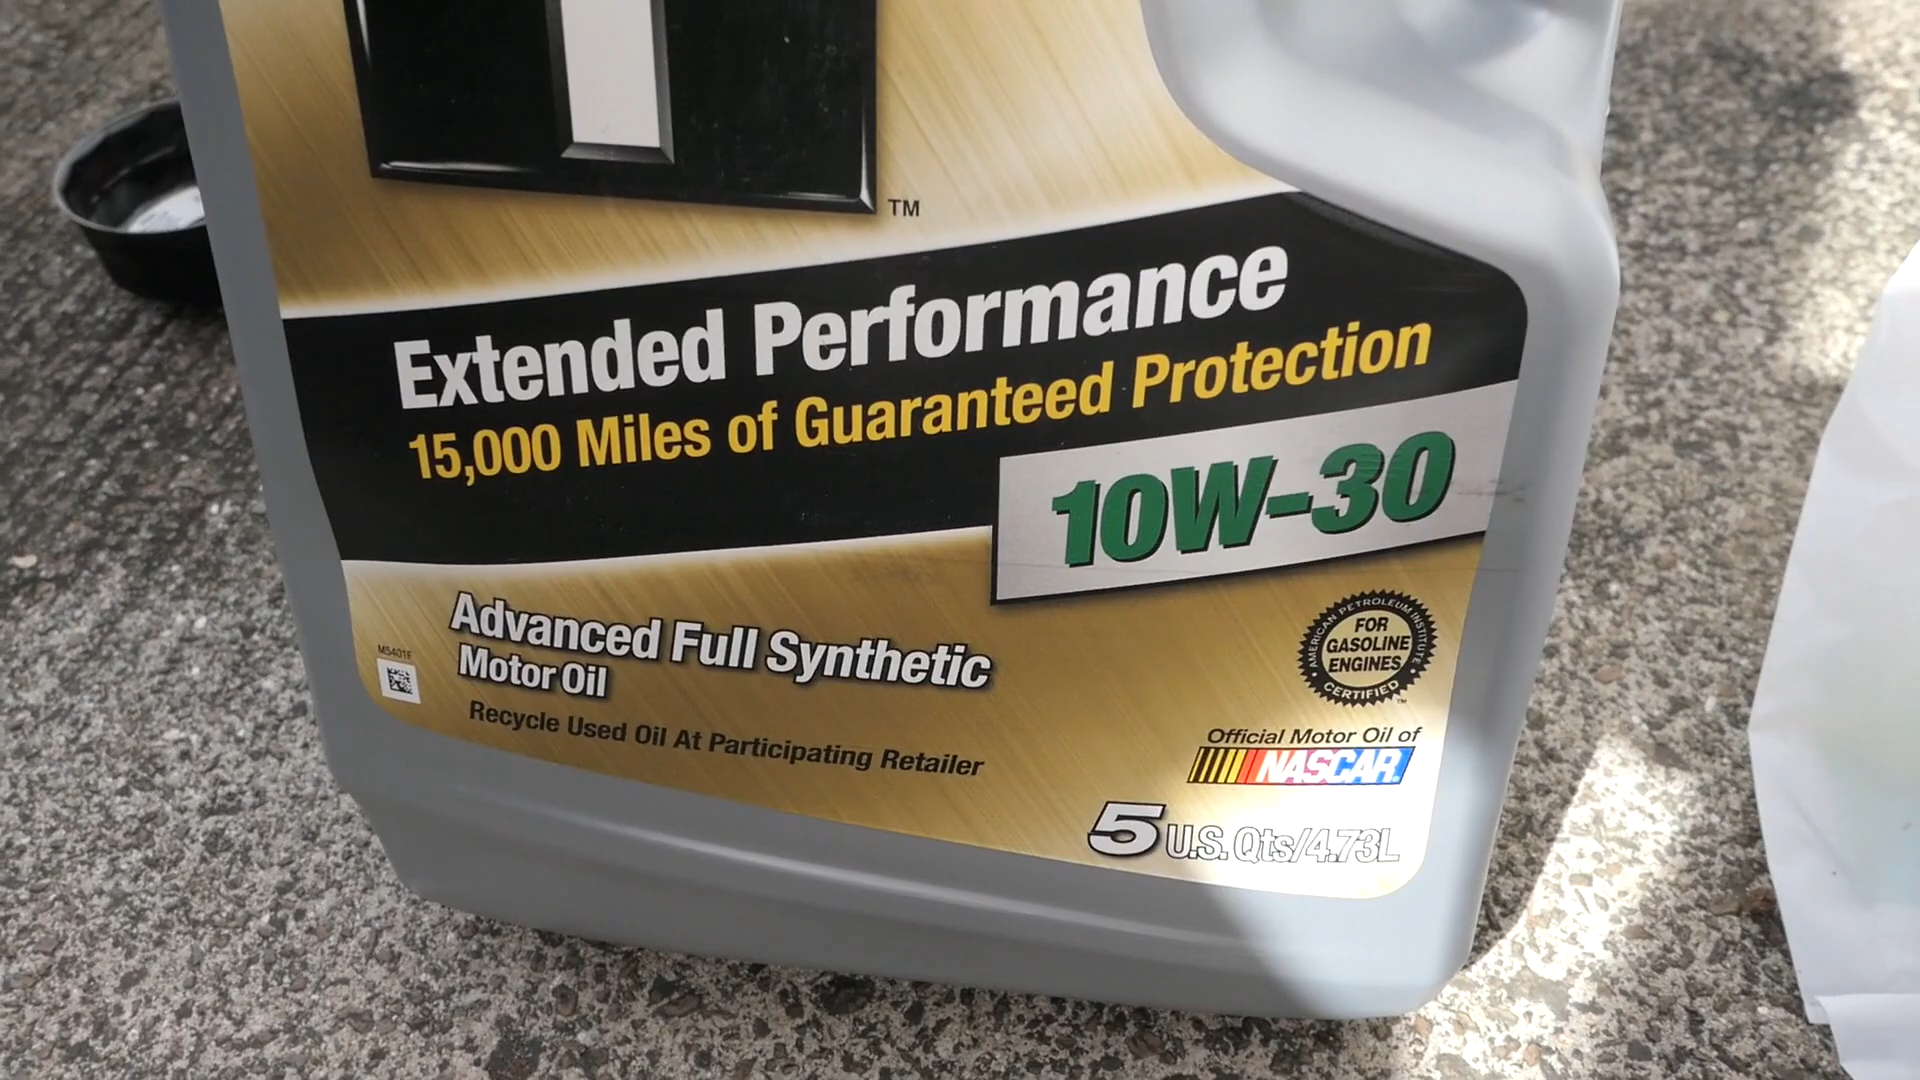 TM
Extended Performance
15,000 Miles of Guaranteed Protection
10W-30
Advanced Full Synthetic
Motor Oil
Recycle Used Oil At Participating Retailer
M5401F
AMERICAN PETROLEUM INSTITUTE
FOR
GASOLINE
ENGINES
CERTIFIED
TM
Official Motor Oil of
NASCAR
5 U.S. Qts/4.73L